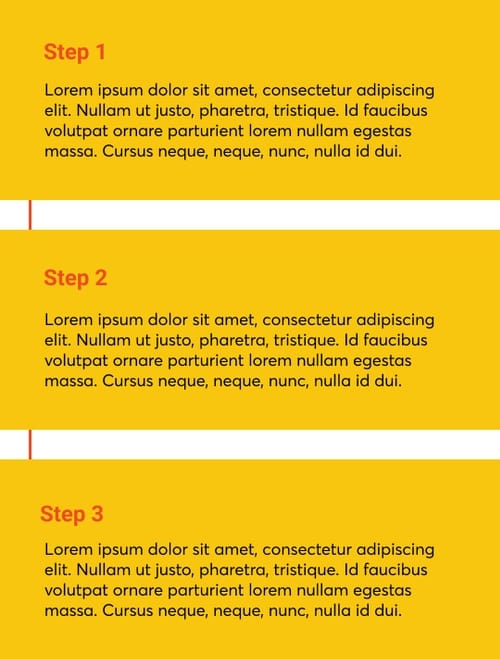 Step 1
Lorem ipsum dolor sit amet, consectetur adipiscing
elit. Nullam ut justo, pharetra, tristique. Id faucibus
volutpat ornare parturient lorem nullam egestas
massa. Cursus neque, neque, nunc, nulla id dui.
Step 2
Lorem ipsum dolor sit amet, consectetur adipiscing
elit. Nullam ut justo, pharetra, tristique. Id faucibus
volutpat ornare parturient lorem nullam egestas
massa. Cursus neque, neque, nunc, nulla id dui.
Step 3
Lorem ipsum dolor sit amet, consectetur adipiscing
elit. Nullam ut justo, pharetra, tristique. Id faucibus
volutpat ornare parturient lorem nullam egestas
massa. Cursus neque, neque, nunc, nulla id dui.